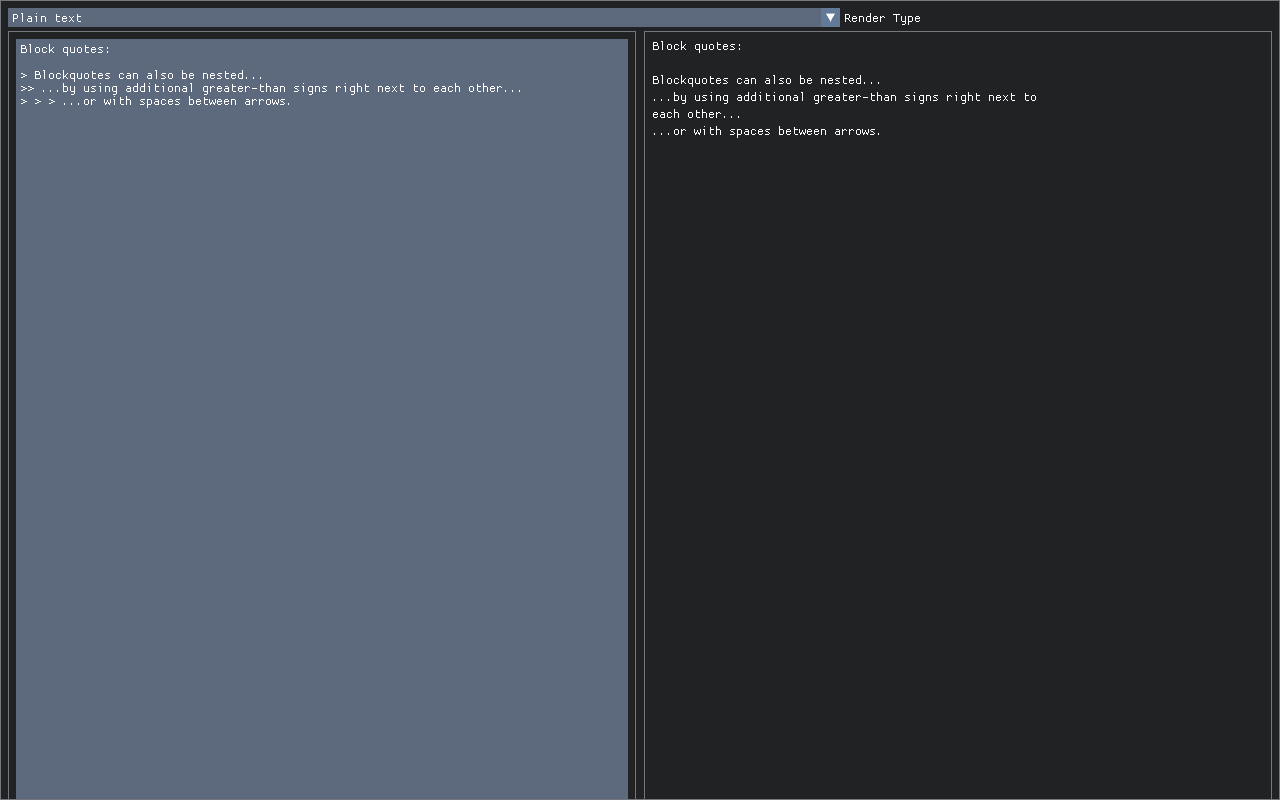 Plain text
Render Type
Block quotes:
> Blockquotes can also be nested...
>> ...by using additional greater-than signs right next to each other...
> > > ...or with spaces between arrows.
Block quotes:
Blockquotes can also be nested...
...by using additional greater-than signs right next to
each other...
...or with spaces between arrows.